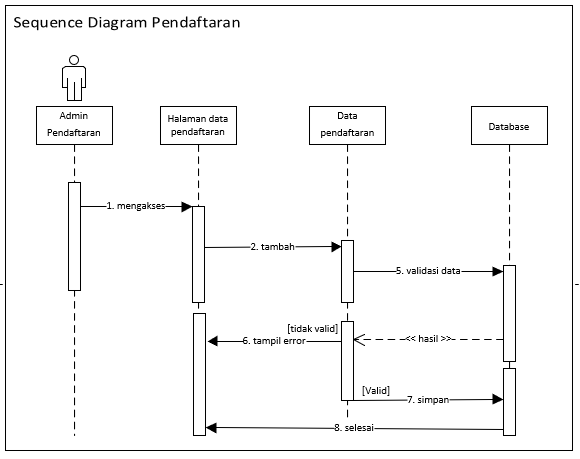 Sequence Diagram Pendaftaran
Admin
Pendaftaran
Halaman data
pendaftaran
Data
pendaftaran
Database
1. mengakses
2. tambah
5. validasi data
[tidak valid]
<< hasil >>
6. tampil error
[Valid]
7. simpan
8. selesai